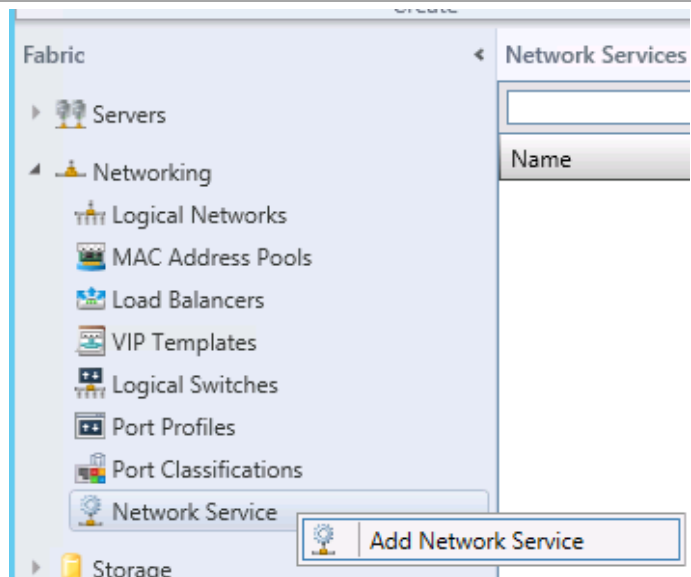 Create
Fabric
Network Services
Servers
Name
Networking
Logical Networks
MAC Address Pools
Load Balancers
VIP Templates
Logical Switches
Port Profiles
Port Classifications
Network Service
Add Network Service
Storage